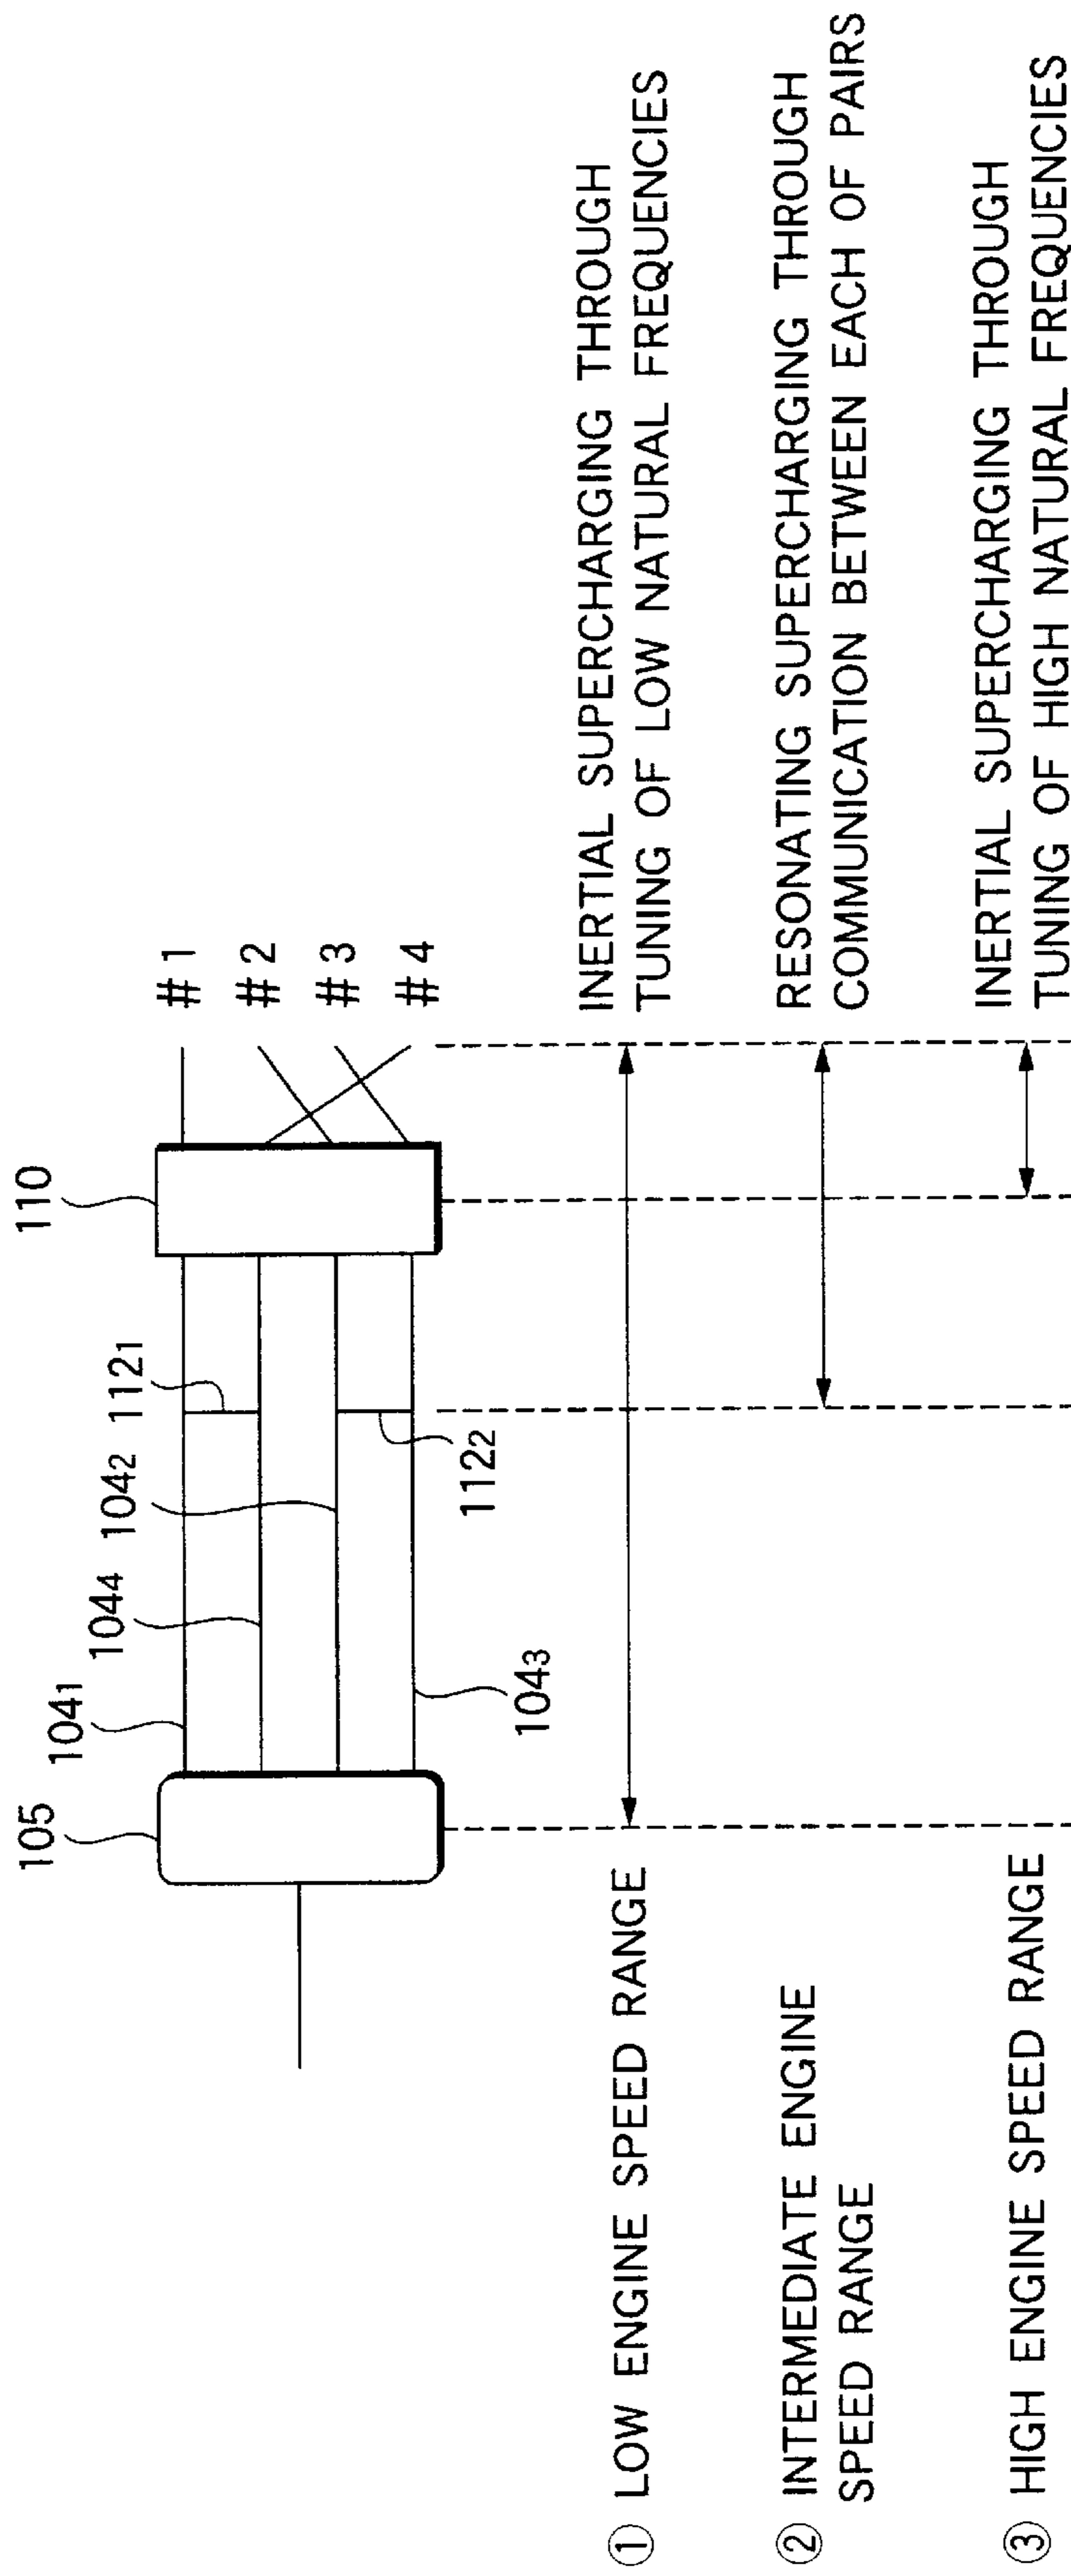 110
105
104₁
104₄
104₂
112₁
# 1
# 2
# 3
# 4
104₃
112₂
① LOW ENGINE SPEED RANGE
INERTIAL SUPERCHARGING THROUGH
TUNING OF LOW NATURAL FREQUENCIES
② INTERMEDIATE ENGINE
SPEED RANGE
RESONATING SUPERCHARGING THROUGH
COMMUNICATION BETWEEN EACH OF PAIRS
③ HIGH ENGINE SPEED RANGE
INERTIAL SUPERCHARGING THROUGH
TUNING OF HIGH NATURAL FREQUENCIES